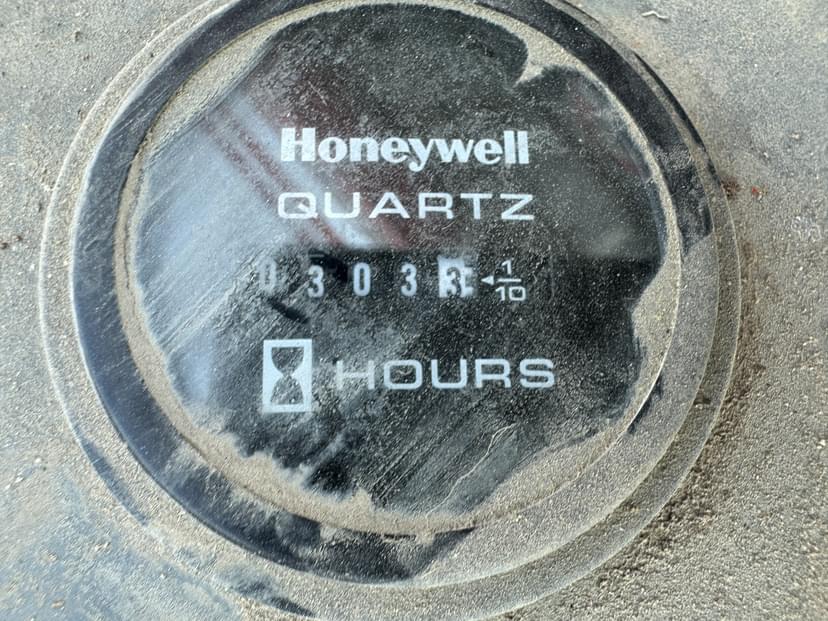 Honeywell
QUARTZ
0 3 0 3 3 ◄ 1/10
HOURS